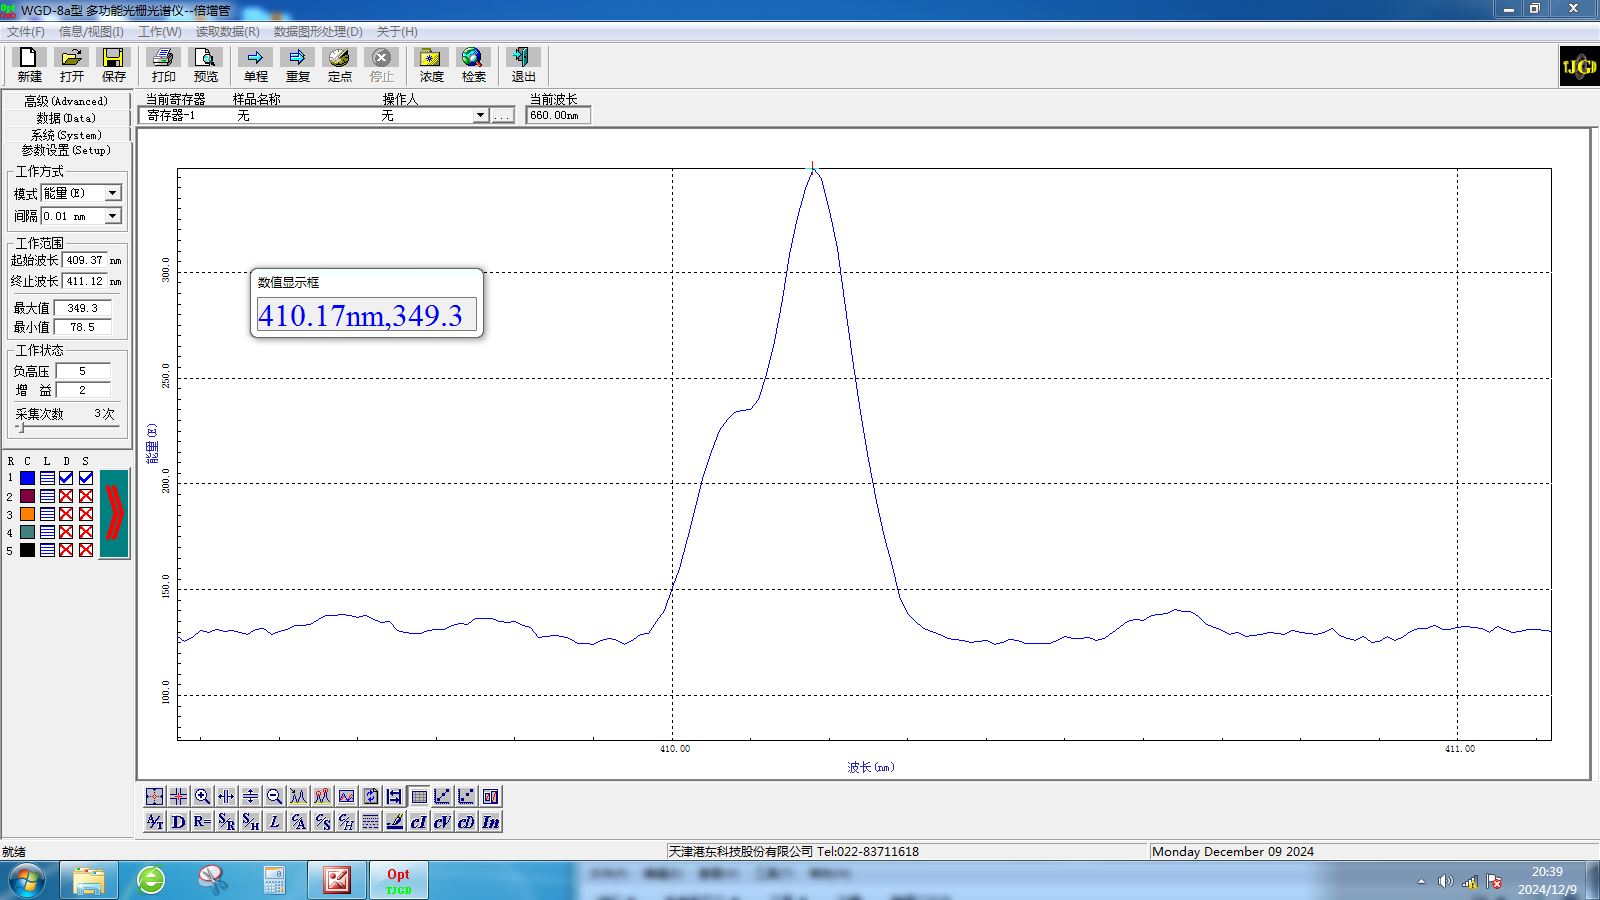 WGD-8a型 多功能光栅光谱仪--倍增管
文件(F) 信息/视图(I) 工作(W) 读取数据(R) 数据图形处理(D) 关于(H)
新建 打开 保存 打印 预览 单程 重复 定点 停止 浓度 检索 退出
TJGD
高级(Advanced)
数据(Data)
系统(System)
参数设置(Setup)
当前寄存器 样品名称 操作人 当前波长
寄存器-1 无 无 ... 660.00nm
工作方式
模式 能量(E)
间隔 0.01 nm
工作范围
起始波长 409.37 nm
终止波长 411.12 nm
最大值 349.3
最小值 78.5
工作状态
负高压 5
增 益 2
采集次数 3次
R C L D S
1
2
3
4
5
数值显示框
410.17nm,349.3
300.0
250.0
200.0
150.0
100.0
能量(E)
410.00 411.00
波长(nm)
A/T D R= S/R S/H L C/A C/S C/H cI cV cD In
就绪 天津港东科技股份有限公司 Tel:022-83711618 Monday December 09 2024
Opt
TJGD
20:39
2024/12/9